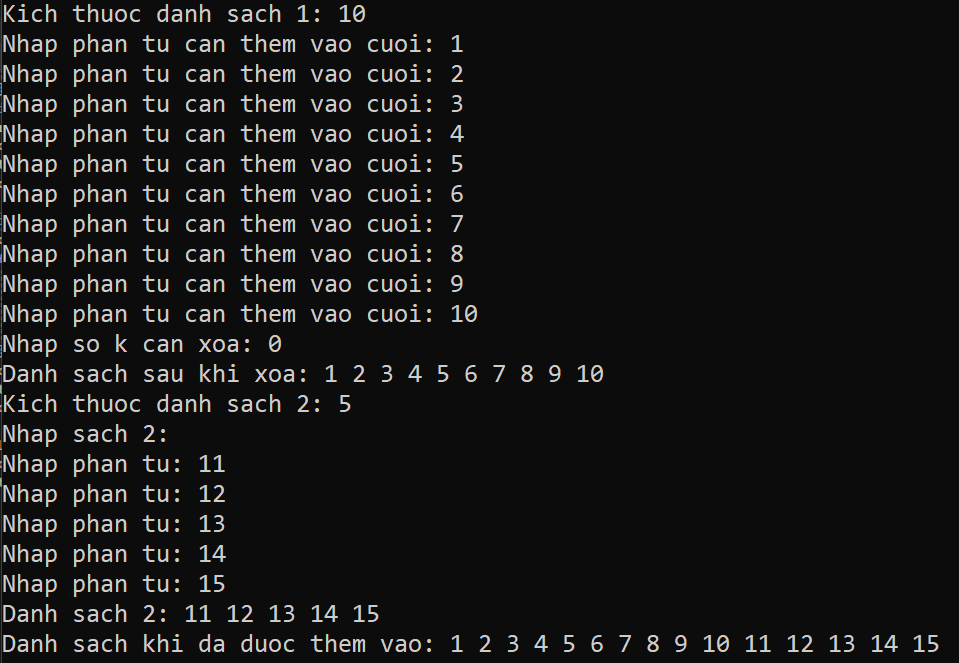 Kich thuoc danh sach 1: 10
Nhap phan tu can them vao cuoi: 1
Nhap phan tu can them vao cuoi: 2
Nhap phan tu can them vao cuoi: 3
Nhap phan tu can them vao cuoi: 4
Nhap phan tu can them vao cuoi: 5
Nhap phan tu can them vao cuoi: 6
Nhap phan tu can them vao cuoi: 7
Nhap phan tu can them vao cuoi: 8
Nhap phan tu can them vao cuoi: 9
Nhap phan tu can them vao cuoi: 10
Nhap so k can xoa: 0
Danh sach sau khi xoa: 1 2 3 4 5 6 7 8 9 10
Kich thuoc danh sach 2: 5
Nhap sach 2:
Nhap phan tu: 11
Nhap phan tu: 12
Nhap phan tu: 13
Nhap phan tu: 14
Nhap phan tu: 15
Danh sach 2: 11 12 13 14 15
Danh sach khi da duoc them vao: 1 2 3 4 5 6 7 8 9 10 11 12 13 14 15